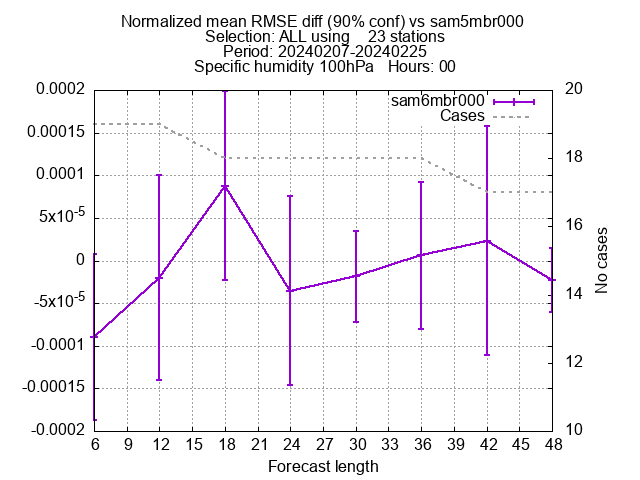 Normalized mean RMSE diff (90% conf) vs sam5mbr000
Selection: ALL using    23 stations
Period: 20240207-20240225
Specific humidity 100hPa   Hours: 00
sam6mbr000
Cases
0.0002
0.00015
0.0001
5x10⁻⁵
0
-5x10⁻⁵
-0.0001
-0.00015
-0.0002
20
18
16
14
12
10
No cases
6 9 12 15 18 21 24 27 30 33 36 39 42 45 48
Forecast length